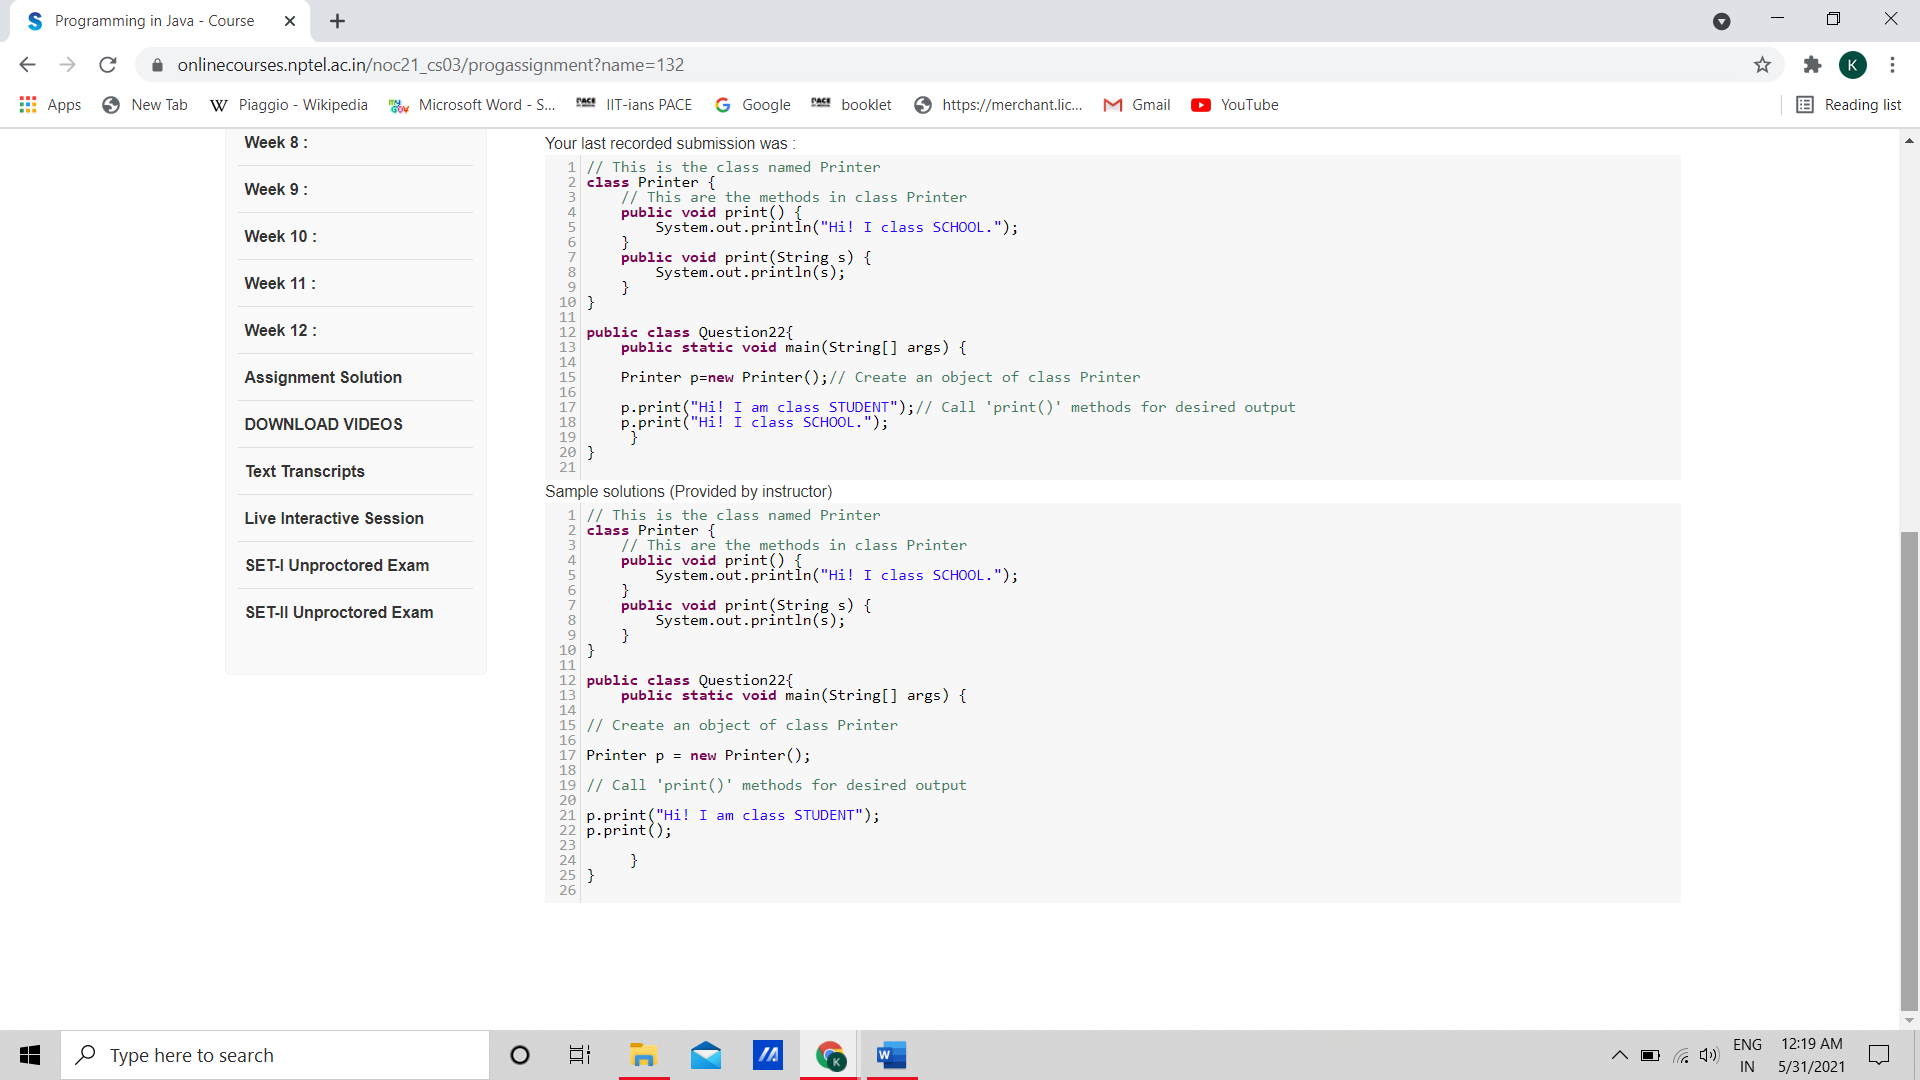 Programming in Java - Course
onlinecourses.nptel.ac.in/noc21_cs03/progassignment?name=132
K
Apps New Tab W Piaggio - Wikipedia Microsoft Word - S... PACE IIT-ians PACE Google PACE booklet https://merchant.lic... Gmail YouTube Reading list
Week 8 :
Week 9 :
Week 10 :
Week 11 :
Week 12 :
Assignment Solution
DOWNLOAD VIDEOS
Text Transcripts
Live Interactive Session
SET-I Unproctored Exam
SET-II Unproctored Exam
Your last recorded submission was :
1 // This is the class named Printer
2 class Printer {
3     // This are the methods in class Printer
4     public void print() {
5         System.out.println("Hi! I class SCHOOL.");
6     }
7     public void print(String s) {
8         System.out.println(s);
9     }
10 }
11
12 public class Question22{
13     public static void main(String[] args) {
14
15     Printer p=new Printer();// Create an object of class Printer
16
17     p.print("Hi! I am class STUDENT");// Call 'print()' methods for desired output
18     p.print("Hi! I class SCHOOL.");
19      }
20 }
21
Sample solutions (Provided by instructor)
1 // This is the class named Printer
2 class Printer {
3     // This are the methods in class Printer
4     public void print() {
5         System.out.println("Hi! I class SCHOOL.");
6     }
7     public void print(String s) {
8         System.out.println(s);
9     }
10 }
11
12 public class Question22{
13     public static void main(String[] args) {
14
15 // Create an object of class Printer
16
17 Printer p = new Printer();
18
19 // Call 'print()' methods for desired output
20
21 p.print("Hi! I am class STUDENT");
22 p.print();
23
24      }
25 }
26
Type here to search
ENG
IN
12:19 AM
5/31/2021